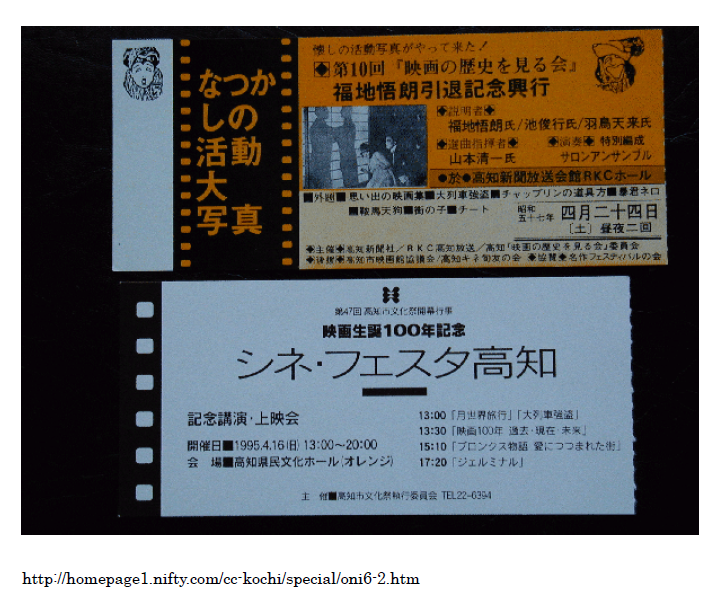 なつかしの活動大写真
懐しの活動写真がやって来た！
◆第10回『映画の歴史を見る会』
福地悟朗引退記念興行
◆説明者◆
福地悟朗氏／池俊行氏／羽鳥天来氏
◆選曲指揮者◆
山本清一氏
◆演奏◆特別編成
サロンアンサンブル
●於●高知新聞放送会館RKCホール
■外題■思い出の映画集■大列車強盗■チャップリンの道具方■暴君ネロ
■鞍馬天狗■街の子■チート
昭和五十七年 四月二十四日
〔土〕昼夜二回
◆主催◆高知新聞社／RKC高知放送／高知「映画の歴史を見る会」委員会
◆後援◆高知市映画館協議会／高知キネ旬友の会 ◆協賛◆名作フェスティバルの会
第47回 高知市文化祭開幕行事
映画生誕100年記念
シネ・フェスタ高知
記念講演・上映会
開催日■1995.4.16(日) 13:00～20:00
会 場■高知県民文化ホール(オレンジ)
13:00「月世界旅行」「大列車強盗」
13:30「映画100年 過去・現在・未来」
15:10「ブロンクス物語 愛につつまれた街」
17:20「ジェルミナル」
主 催■高知市文化祭執行委員会 TEL22-6394
http://homepage1.nifty.com/cc-kochi/special/oni6-2.htm